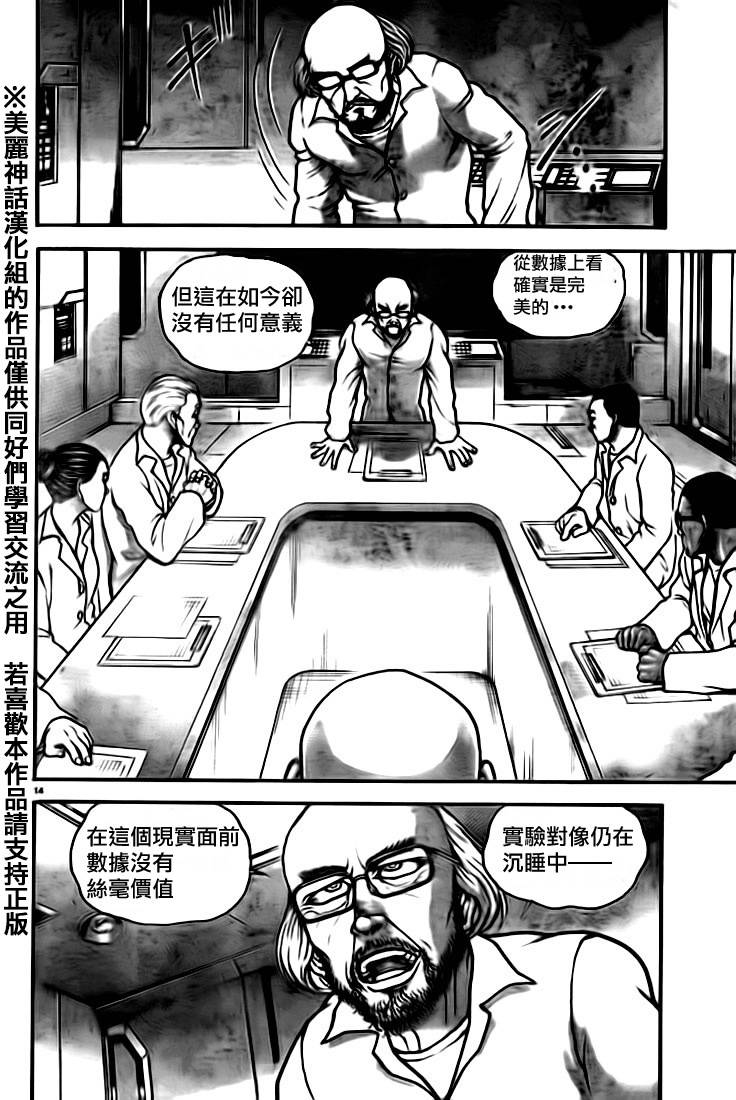 ※美麗神話漢化組的作品僅供同好們學習交流之用 若喜歡本作品請支持正版
從數據上看
確實是完
美的・・・
但這在如今卻
沒有任何意義
14
實驗對像仍在
沉睡中——
在這個現實面前
數據沒有
絲毫價值